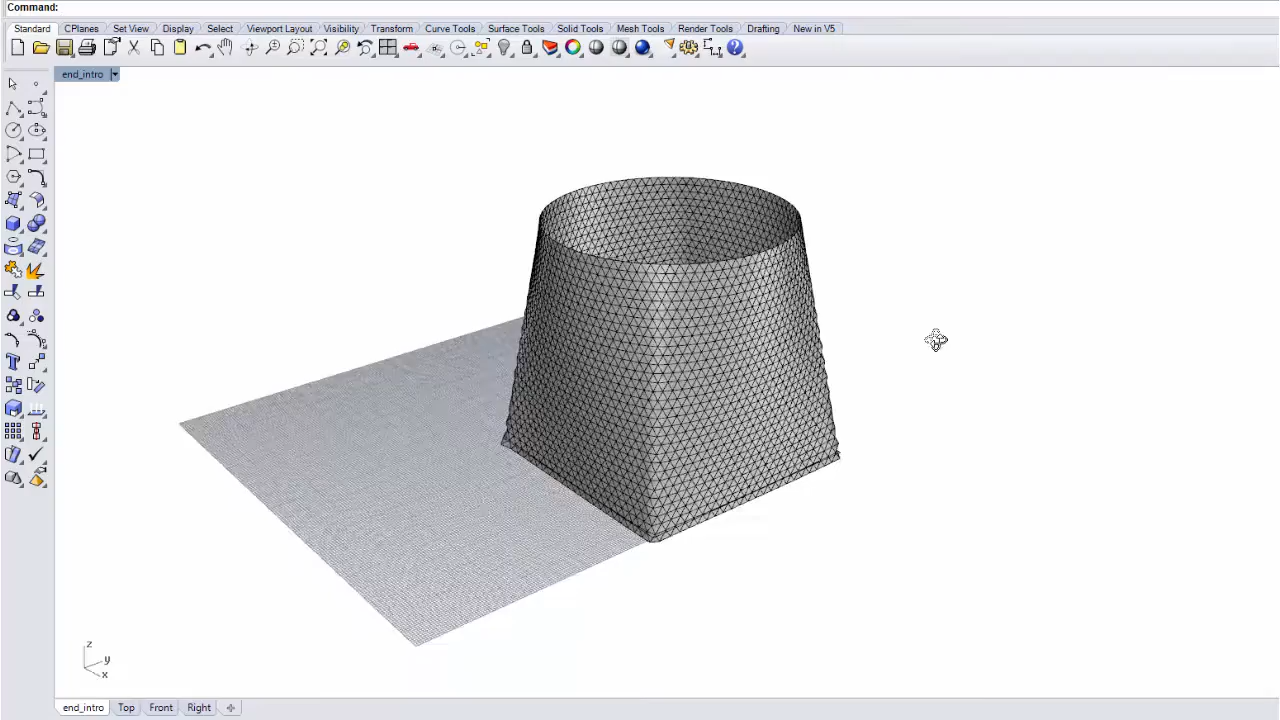 Command:
Standard CPlanes Set View Display Select Viewport Layout Visibility Transform Curve Tools Surface Tools Solid Tools Mesh Tools Render Tools Drafting New in V5
end_intro
z
y
x
end_intro Top Front Right